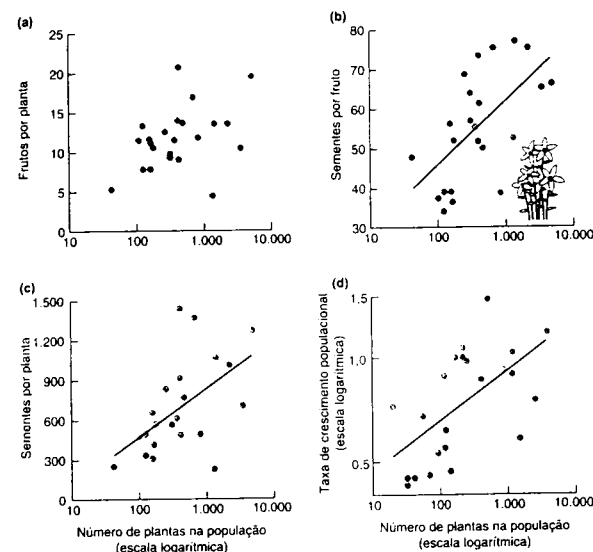 (a)
Frutos por planta
25
20
15
10
5
0
10 100 1.000 10.000
(b)
Sementes por fruto
80
70
60
50
40
30
10 100 1.000 10.000
(c)
Sementes por planta
1.500
1.200
900
600
300
0
10 100 1.000 10.000
Número de plantas na população
(escala logarítmica)
(d)
Taxa de crescimento populacional
(escala logarítmica)
1,5
1,0
0,5
10 100 1.000 10.000
Número de plantas na população
(escala logarítmica)